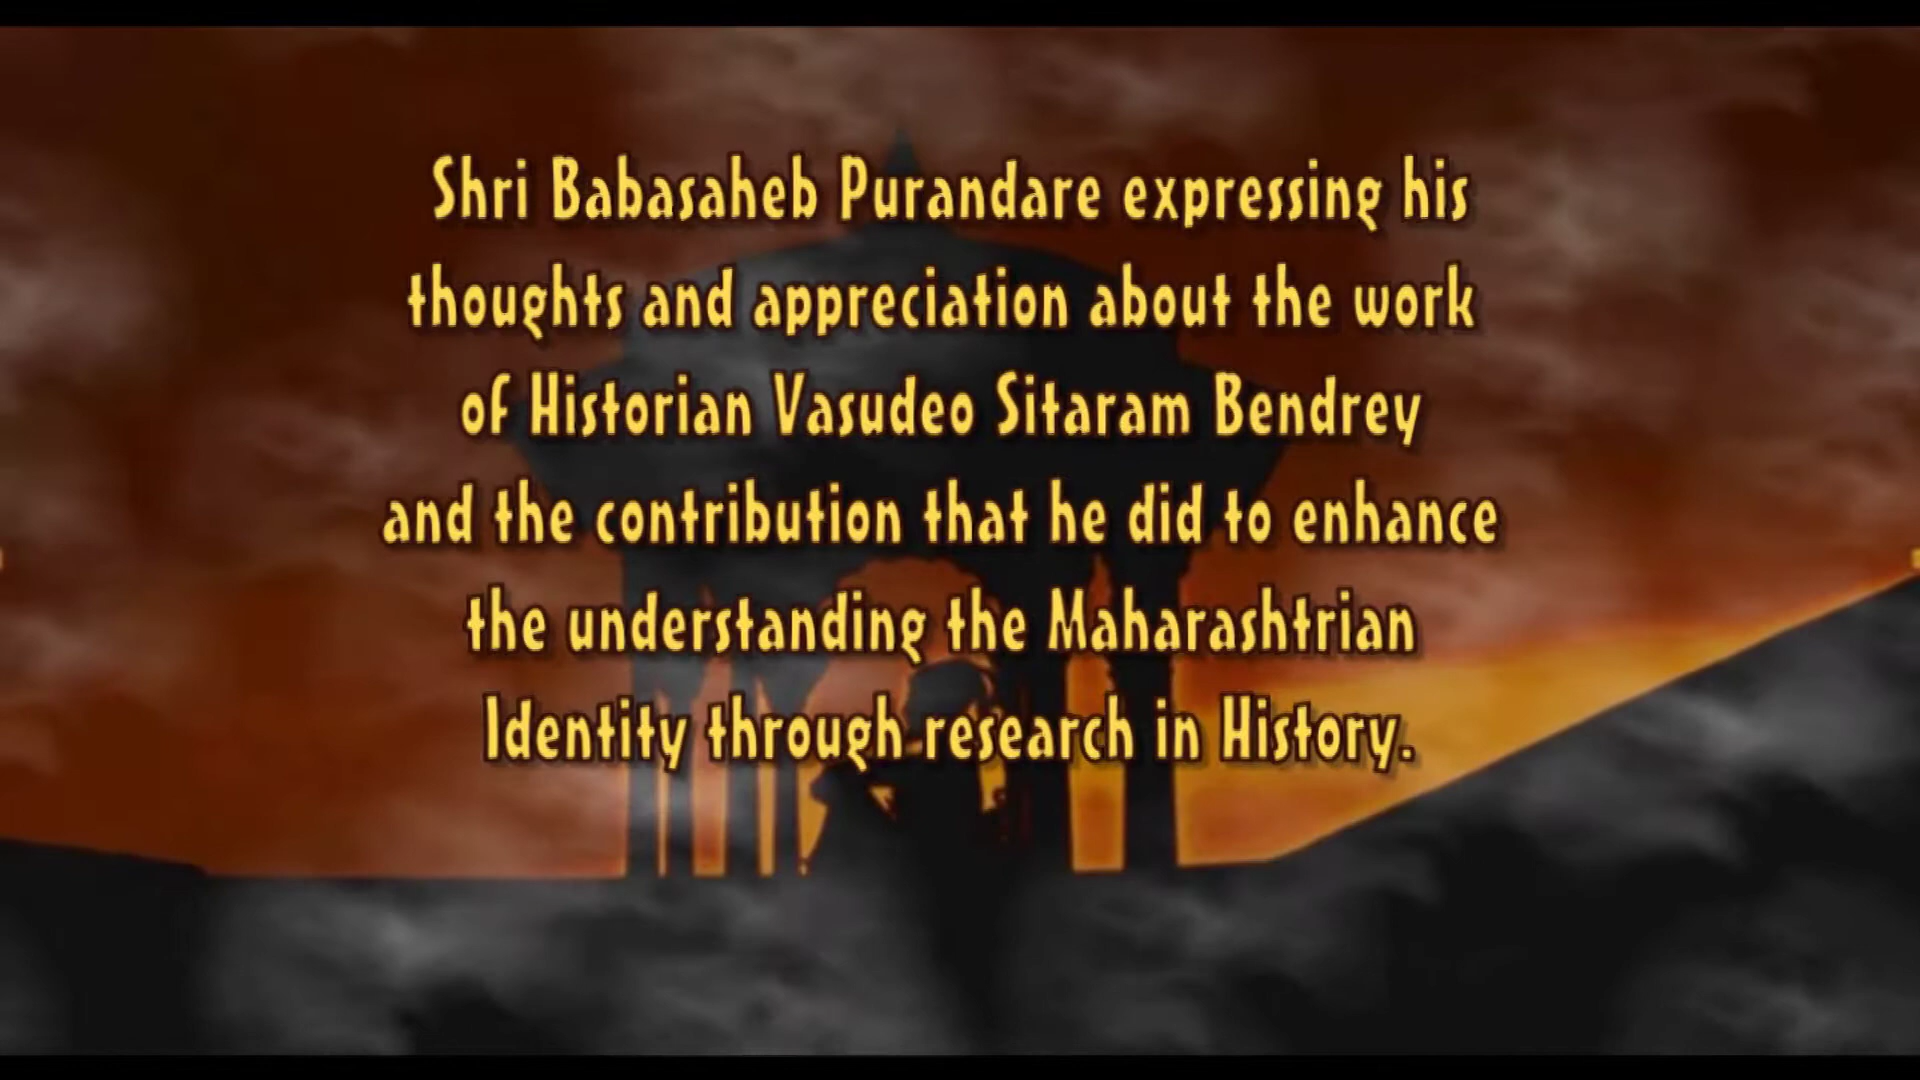 Shri Babasaheb Purandare expressing his
thoughts and appreciation about the work
of Historian Vasudeo Sitaram Bendrey
and the contribution that he did to enhance
the understanding the Maharashtrian
Identity through research in History.